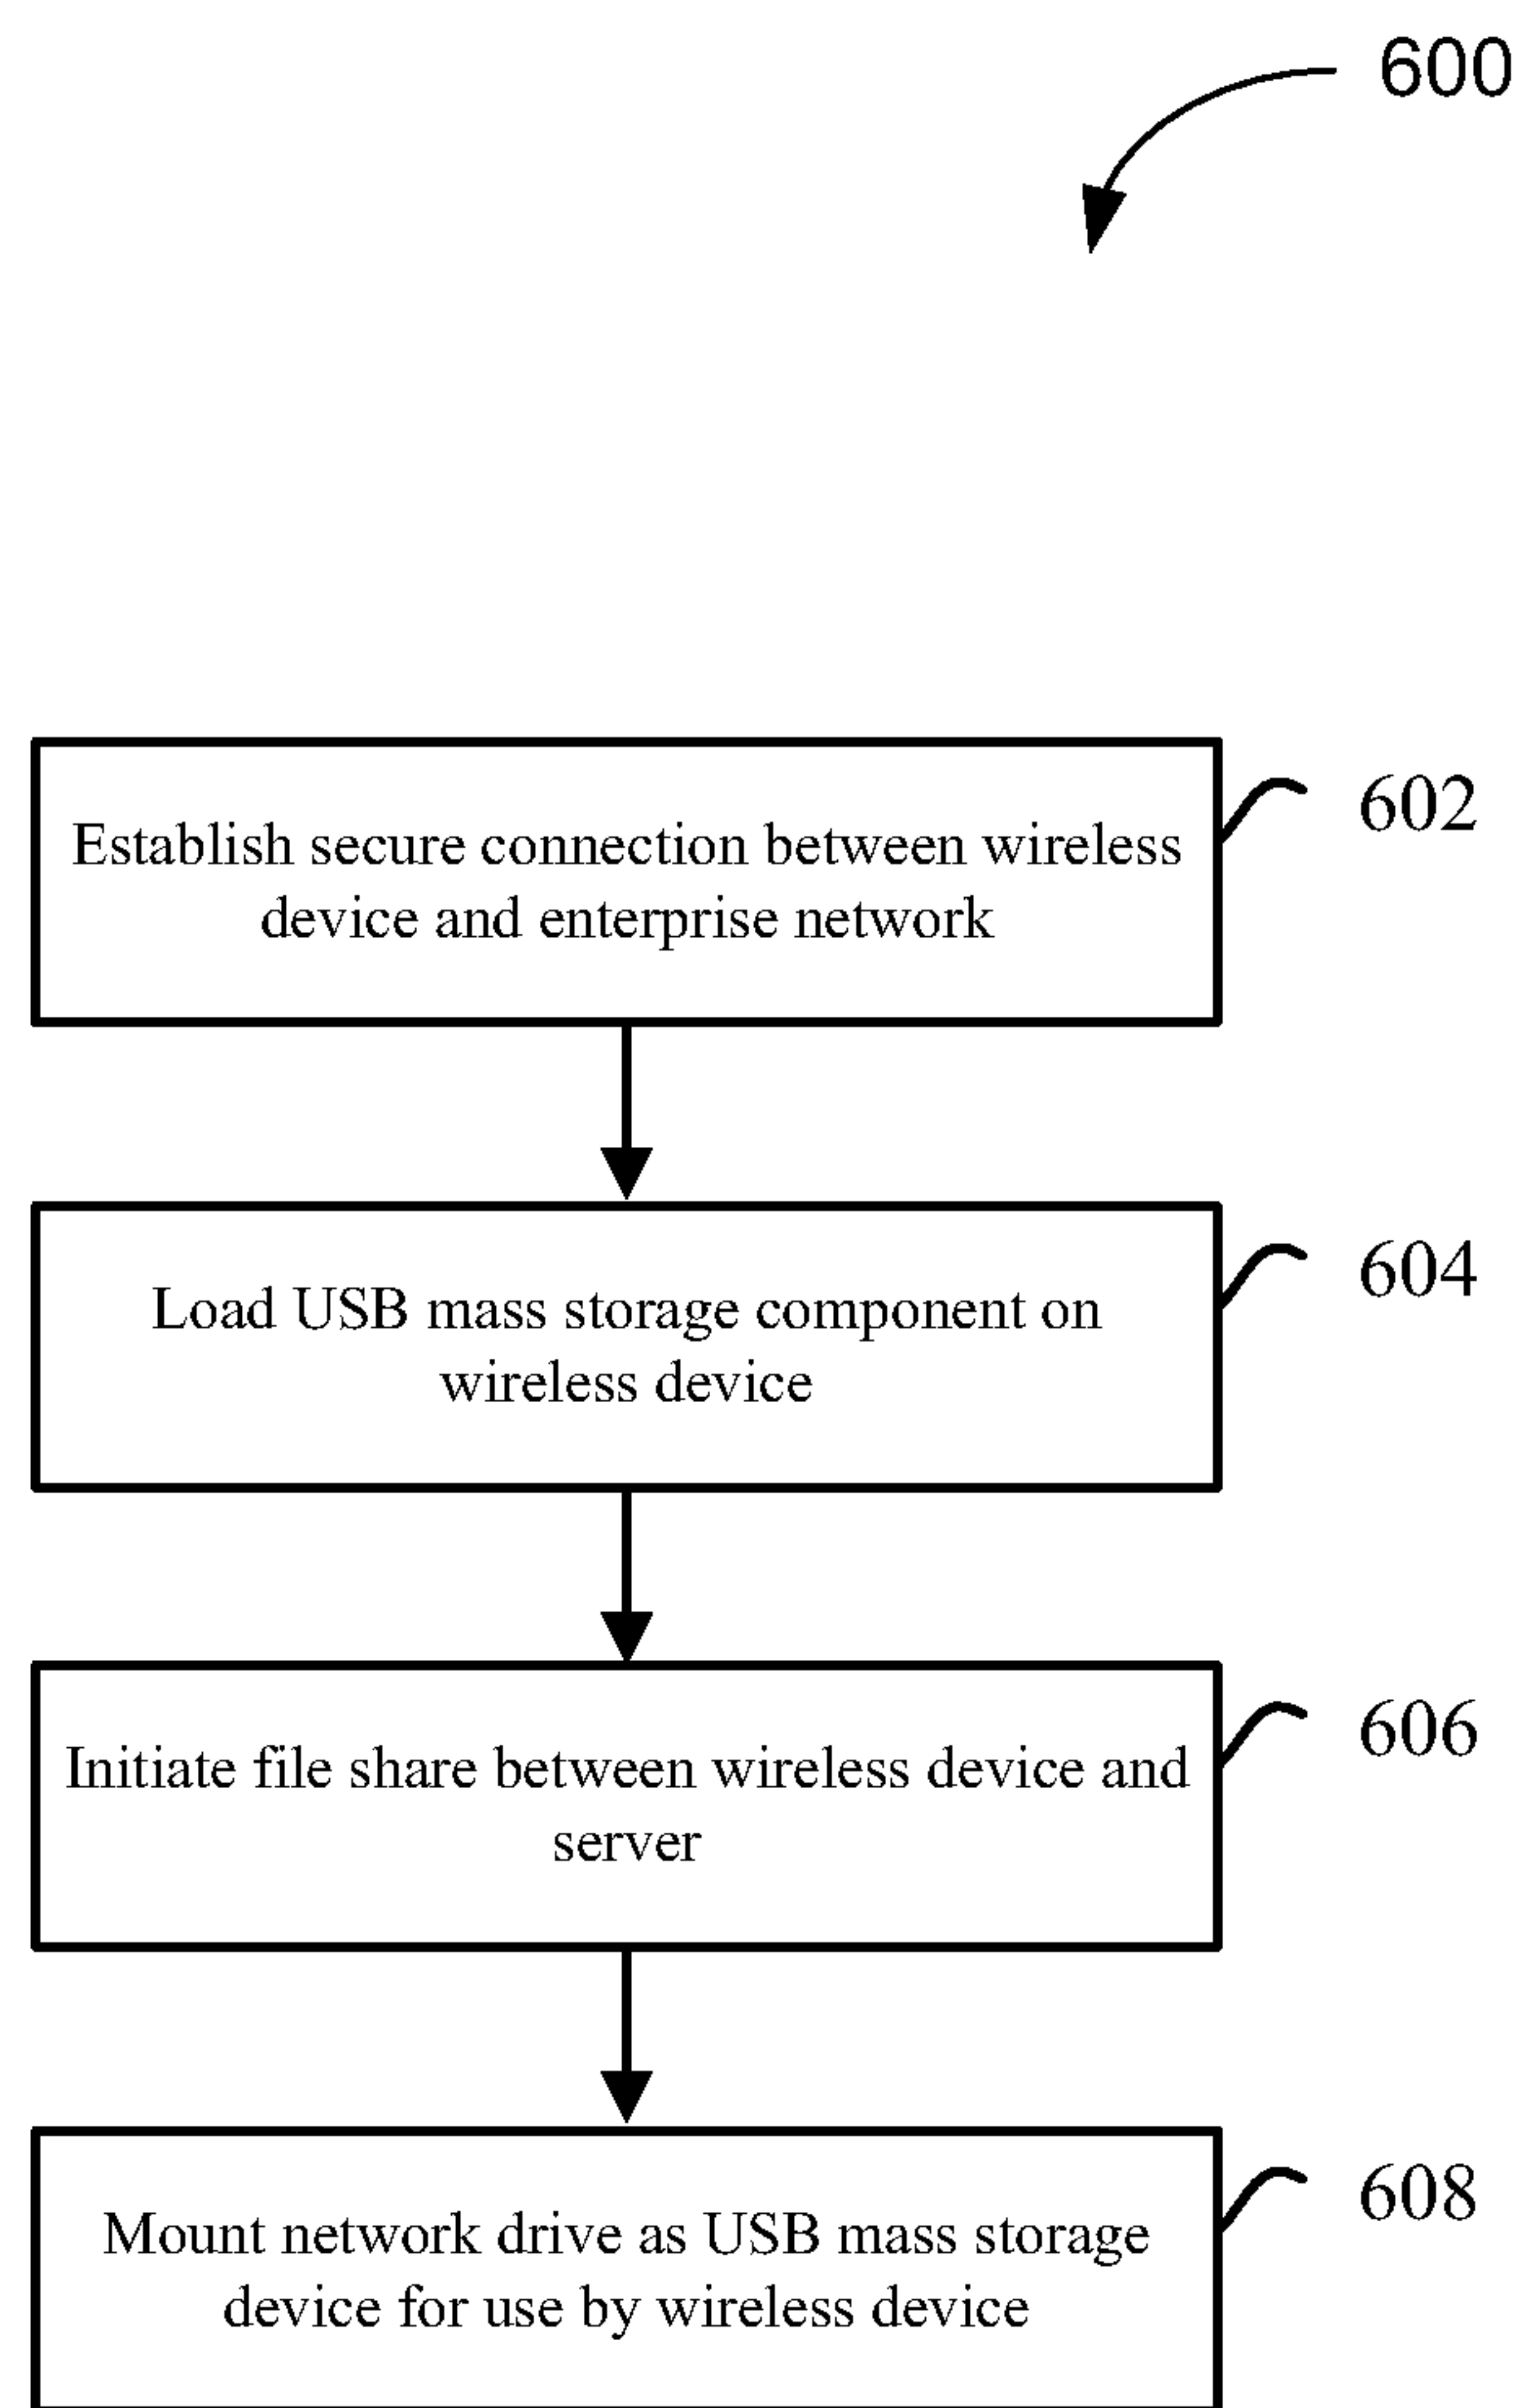 600
Establish secure connection between wireless
device and enterprise network
602
Load USB mass storage component on
wireless device
604
Initiate file share between wireless device and
server
606
Mount network drive as USB mass storage
device for use by wireless device
608